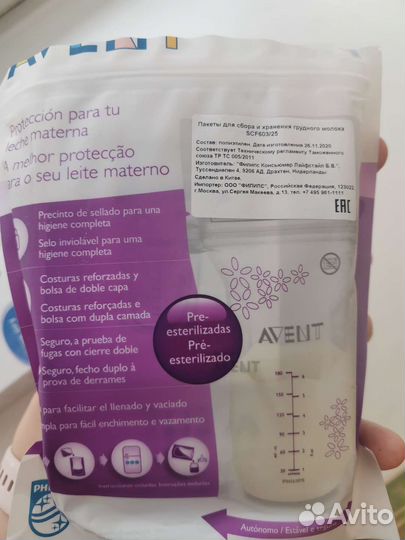 AVENT
Protección para tu
leche materna
A melhor protecção
para o seu leite materno
Пакеты для сбора и хранения грудного молока
SCF603/25
Состав: полиэтилен. Дата изготовления 26.11.2020
Соответствует Техническому регламенту Таможенного
союза ТР ТС 005/2011
Изготовитель: "Филипс Консьюмер Лайфстайл Б.В.",
Туссендиепен 4, 9206 АД, Драхтен, Нидерланды
Сделано в Китае.
Импортер: ООО "ФИЛИПС", Российская Федерация, 123022
г.Москва, ул.Сергея Макеева, д.13, тел. +7 495 961-1111
EAC
Precinto de sellado para una
higiene completa
Selo inviolável para uma
higiene completa
Costuras reforzadas y
bolsa de doble capa
Costuras reforçadas e
bolsa com dupla camada
Seguro, a prueba de
fugas con cierre doble
Seguro, fecho duplo à
prova de derrames
Pre-
esterilizadas
Pré-
esterilizado
AVENT
180
PHILIPS
para facilitar el llenado y vaciado
para fácil enchimento e vazamento
Autónomo / Estável e
Avito